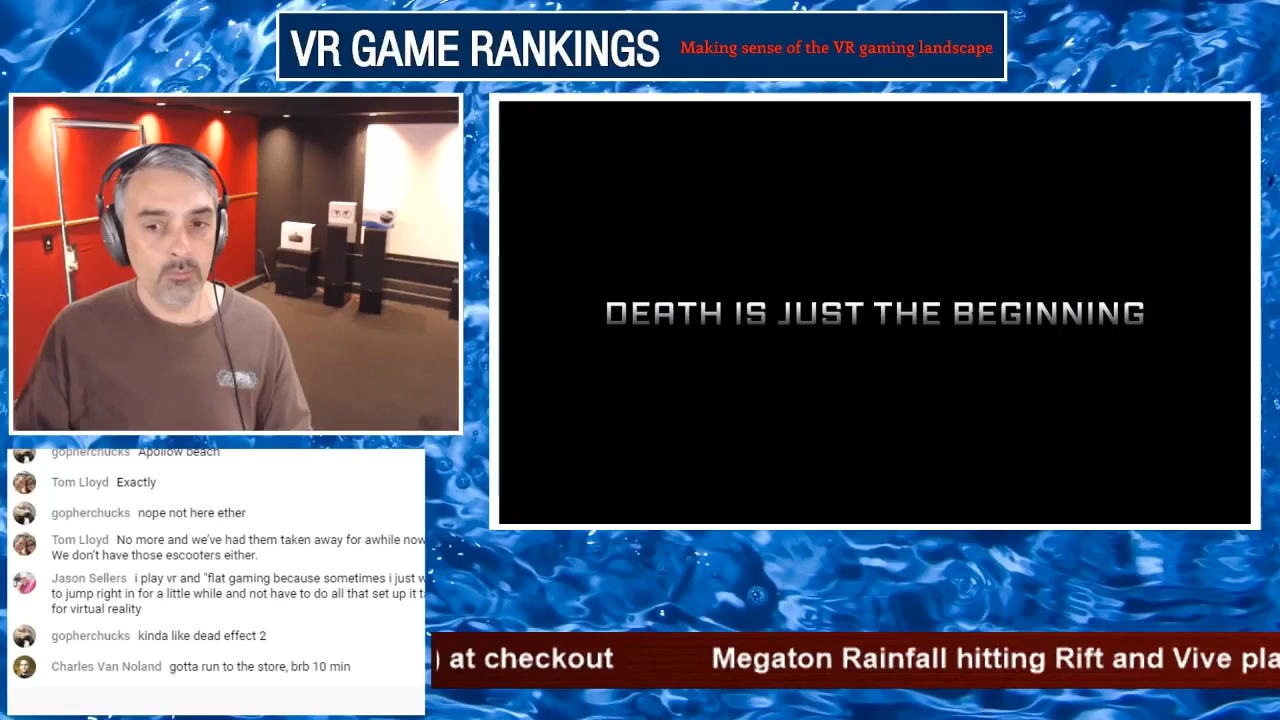 VR GAME RANKINGS Making sense of the VR gaming landscape
DEATH IS JUST THE BEGINNING
gopherchucks Apollow beach
Tom Lloyd Exactly
gopherchucks nope not here ether
Tom Lloyd No more and we've had them taken away for awhile now
We don't have those escooters either.
Jason Sellers i play vr and "flat gaming because sometimes i just w
to jump right in for a little while and not have to do all that set up it ta
for virtual reality
gopherchucks kinda like dead effect 2
Charles Van Noland gotta run to the store, brb 10 min
) at checkout Megaton Rainfall hitting Rift and Vive pla